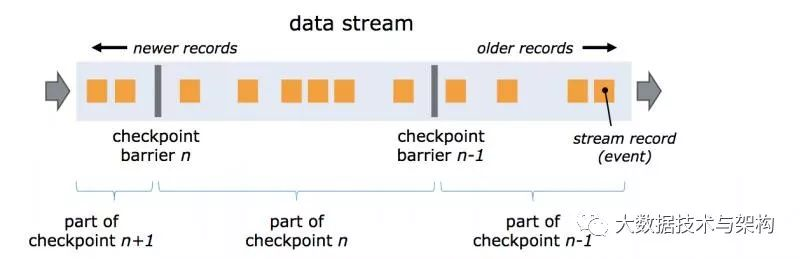 data stream
newer records
older records
checkpoint
barrier n
checkpoint
barrier n-1
stream record
(event)
part of
checkpoint n+1
part of
checkpoint n
part of
checkpoint n-1
大数据技术与架构